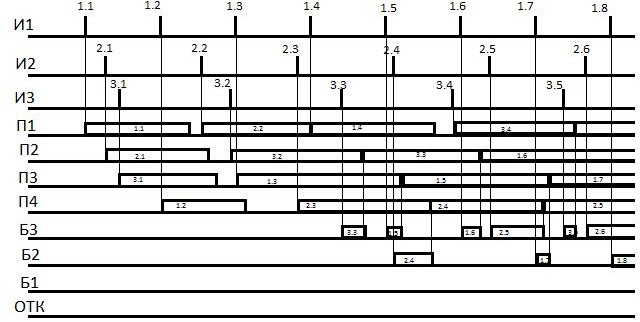 1.1 1.2 1.3 1.4 1.5 1.6 1.7 1.8
И1
2.1 2.2 2.3 2.4 2.5 2.6
И2
3.1 3.2 3.3 3.4 3.5
И3
П1 1.1 2.2 1.4 3.4
П2 2.1 3.2 3.3 1.6
П3 3.1 1.3 1.5 1.7
П4 1.2 2.3 2.4 2.5
Б3 3.3 1.6 2.5 2.6
Б2 2.4 1.8
Б1
ОТК